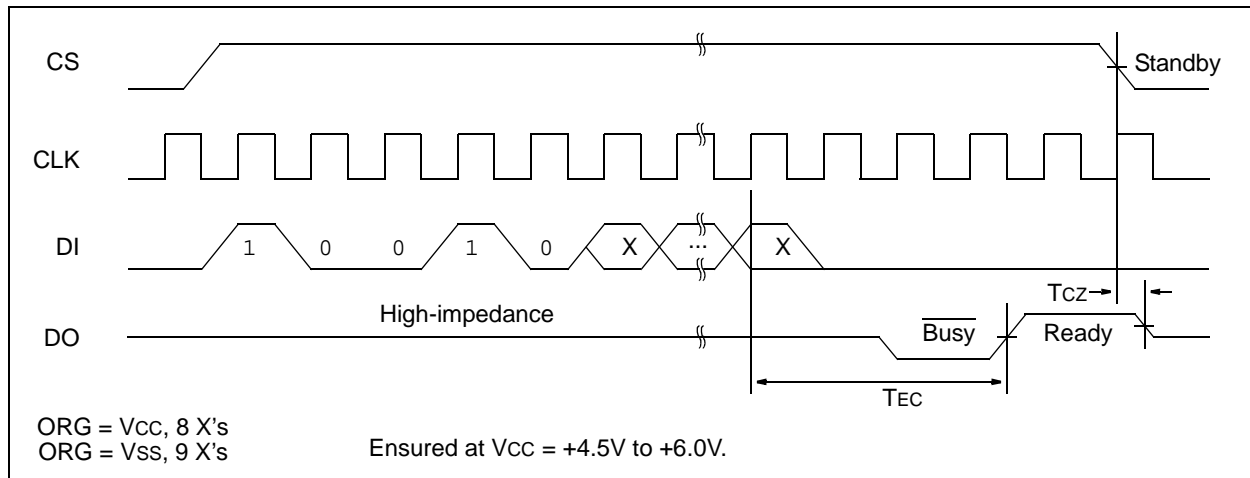 CS
Standby
CLK
DI
1 0 0 1 0 X ... X
TCZ
High-impedance
DO
Busy
Ready
TEC
ORG = VCC, 8 X's
ORG = VSS, 9 X's
Ensured at VCC = +4.5V to +6.0V.